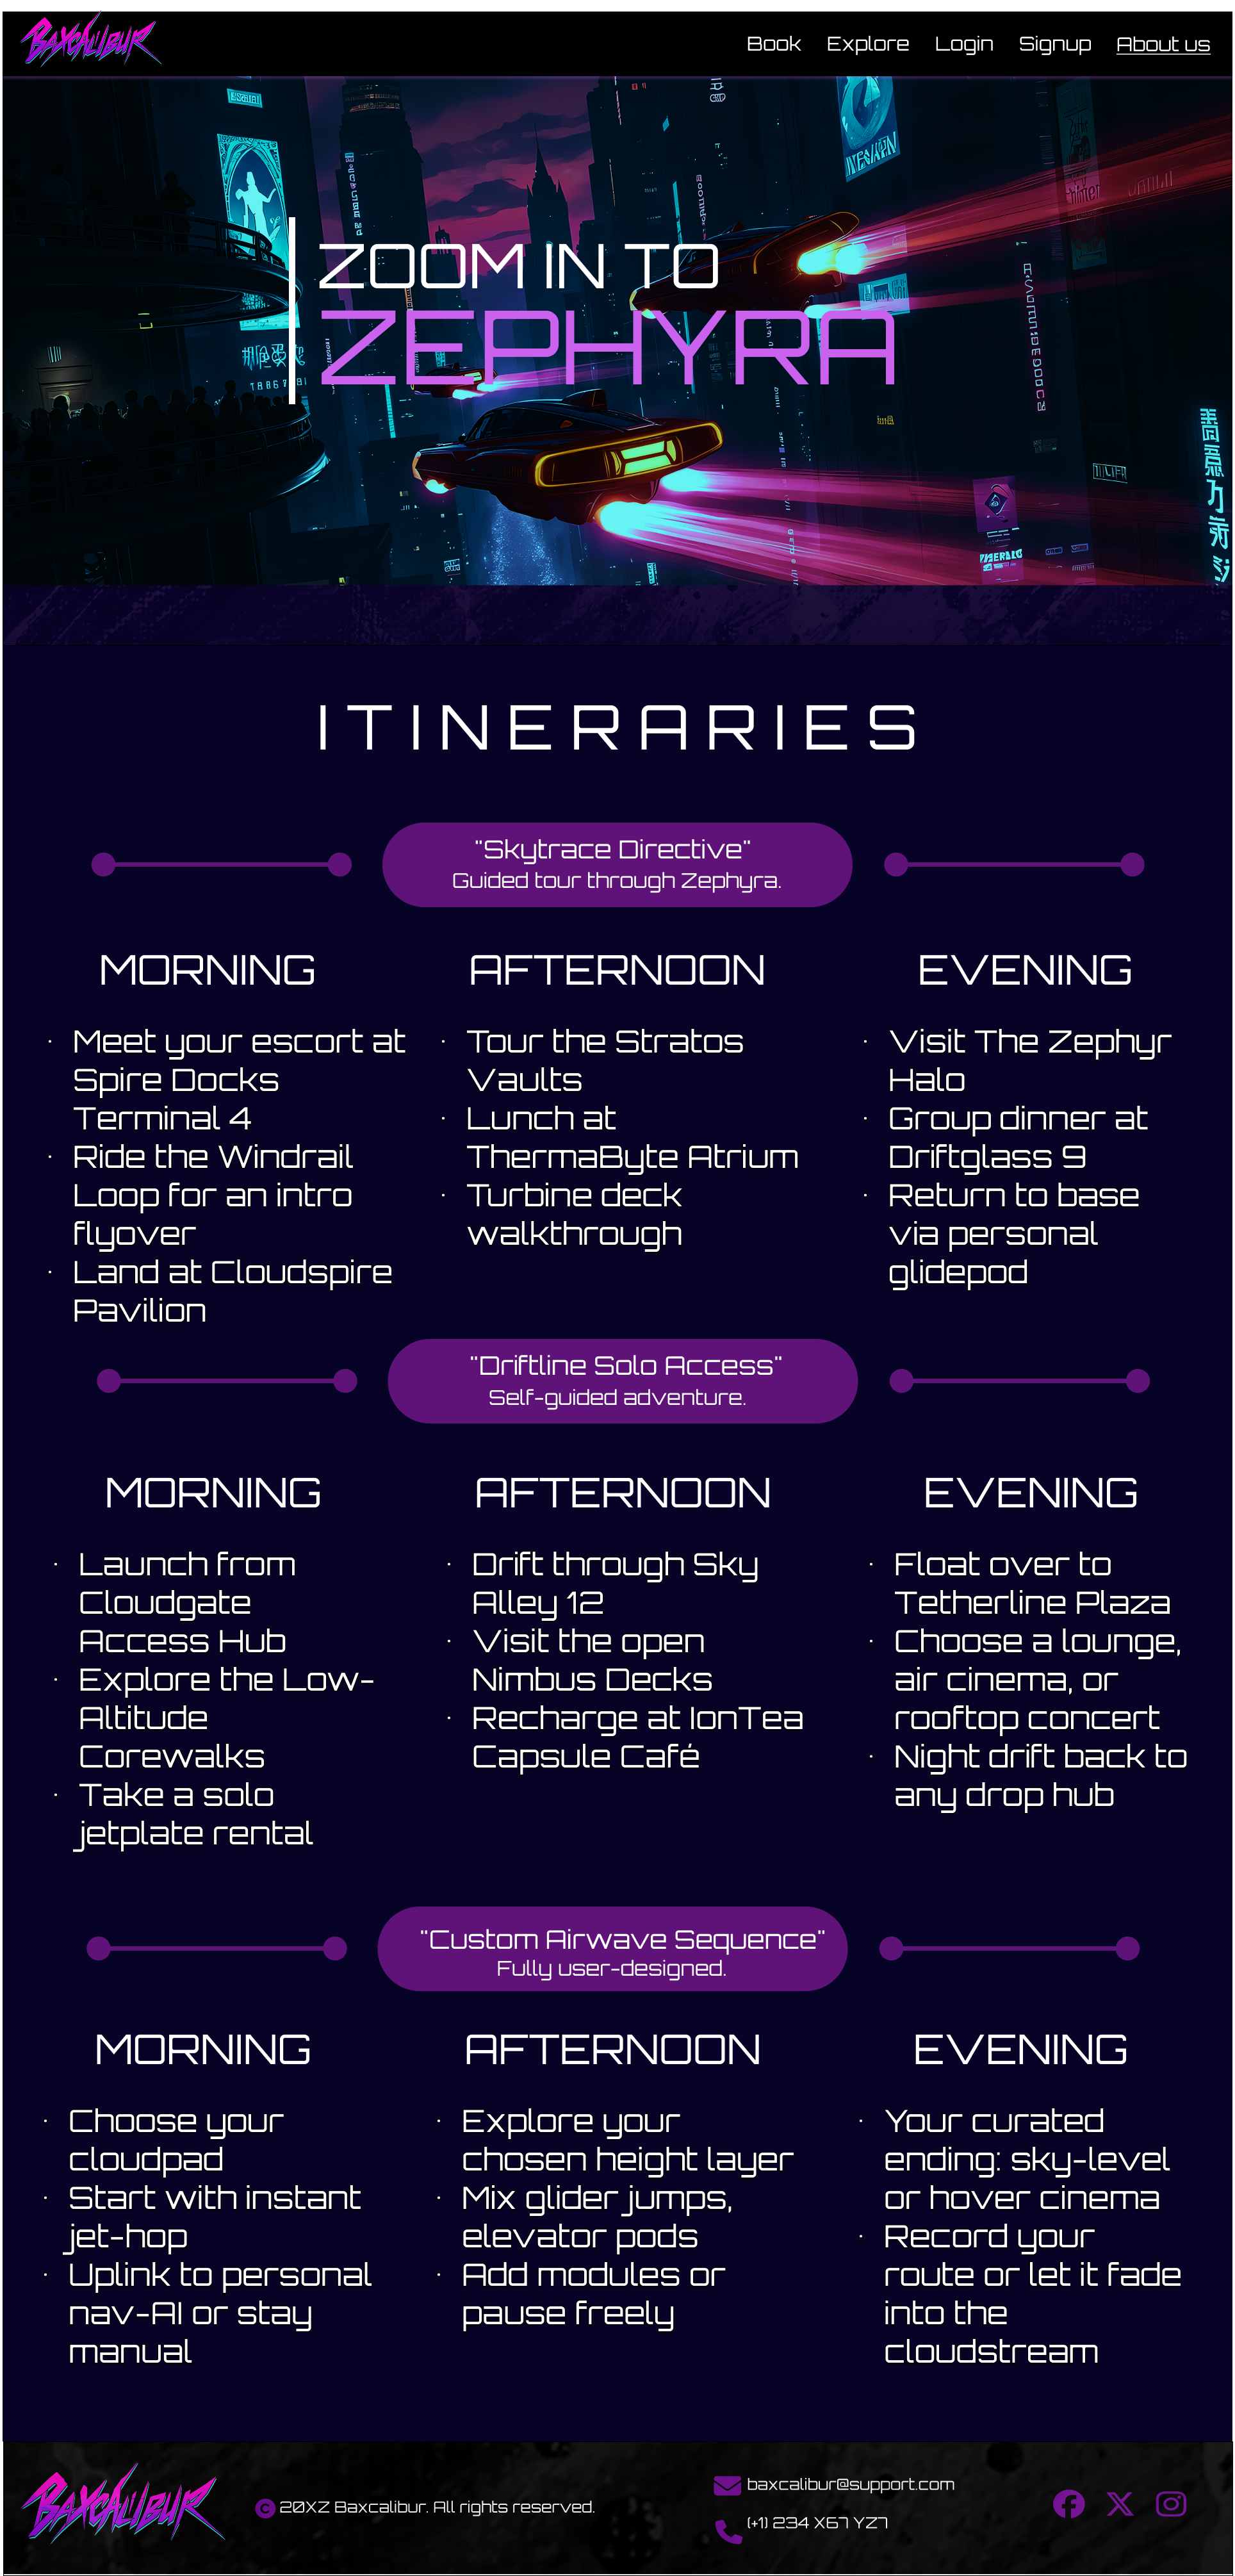 BAXCALIBUR
Book Explore Login Signup About us
ZOOM IN TO
ZEPHYRA
ITINERARIES
"Skytrace Directive"
Guided tour through Zephyra.
MORNING
· Meet your escort at
Spire Docks
Terminal 4
· Ride the Windrail
Loop for an intro
flyover
· Land at Cloudspire
Pavilion
AFTERNOON
· Tour the Stratos
Vaults
· Lunch at
ThermaByte Atrium
· Turbine deck
walkthrough
EVENING
· Visit The Zephyr
Halo
· Group dinner at
Driftglass 9
· Return to base
via personal
glidepod
"Driftline Solo Access"
Self-guided adventure.
MORNING
· Launch from
Cloudgate
Access Hub
· Explore the Low-
Altitude
Corewalks
· Take a solo
jetplate rental
AFTERNOON
· Drift through Sky
Alley 12
· Visit the open
Nimbus Decks
· Recharge at IonTea
Capsule Café
EVENING
· Float over to
Tetherline Plaza
· Choose a lounge,
air cinema, or
rooftop concert
· Night drift back to
any drop hub
"Custom Airwave Sequence"
Fully user-designed.
MORNING
· Choose your
cloudpad
· Start with instant
jet-hop
· Uplink to personal
nav-AI or stay
manual
AFTERNOON
· Explore your
chosen height layer
· Mix glider jumps,
elevator pods
· Add modules or
pause freely
EVENING
· Your curated
ending: sky-level
or hover cinema
· Record your
route or let it fade
into the
cloudstream
BAXCALIBUR
© 20XZ Baxcalibur. All rights reserved.
baxcalibur@support.com
(+1) 234 X67 YZ7